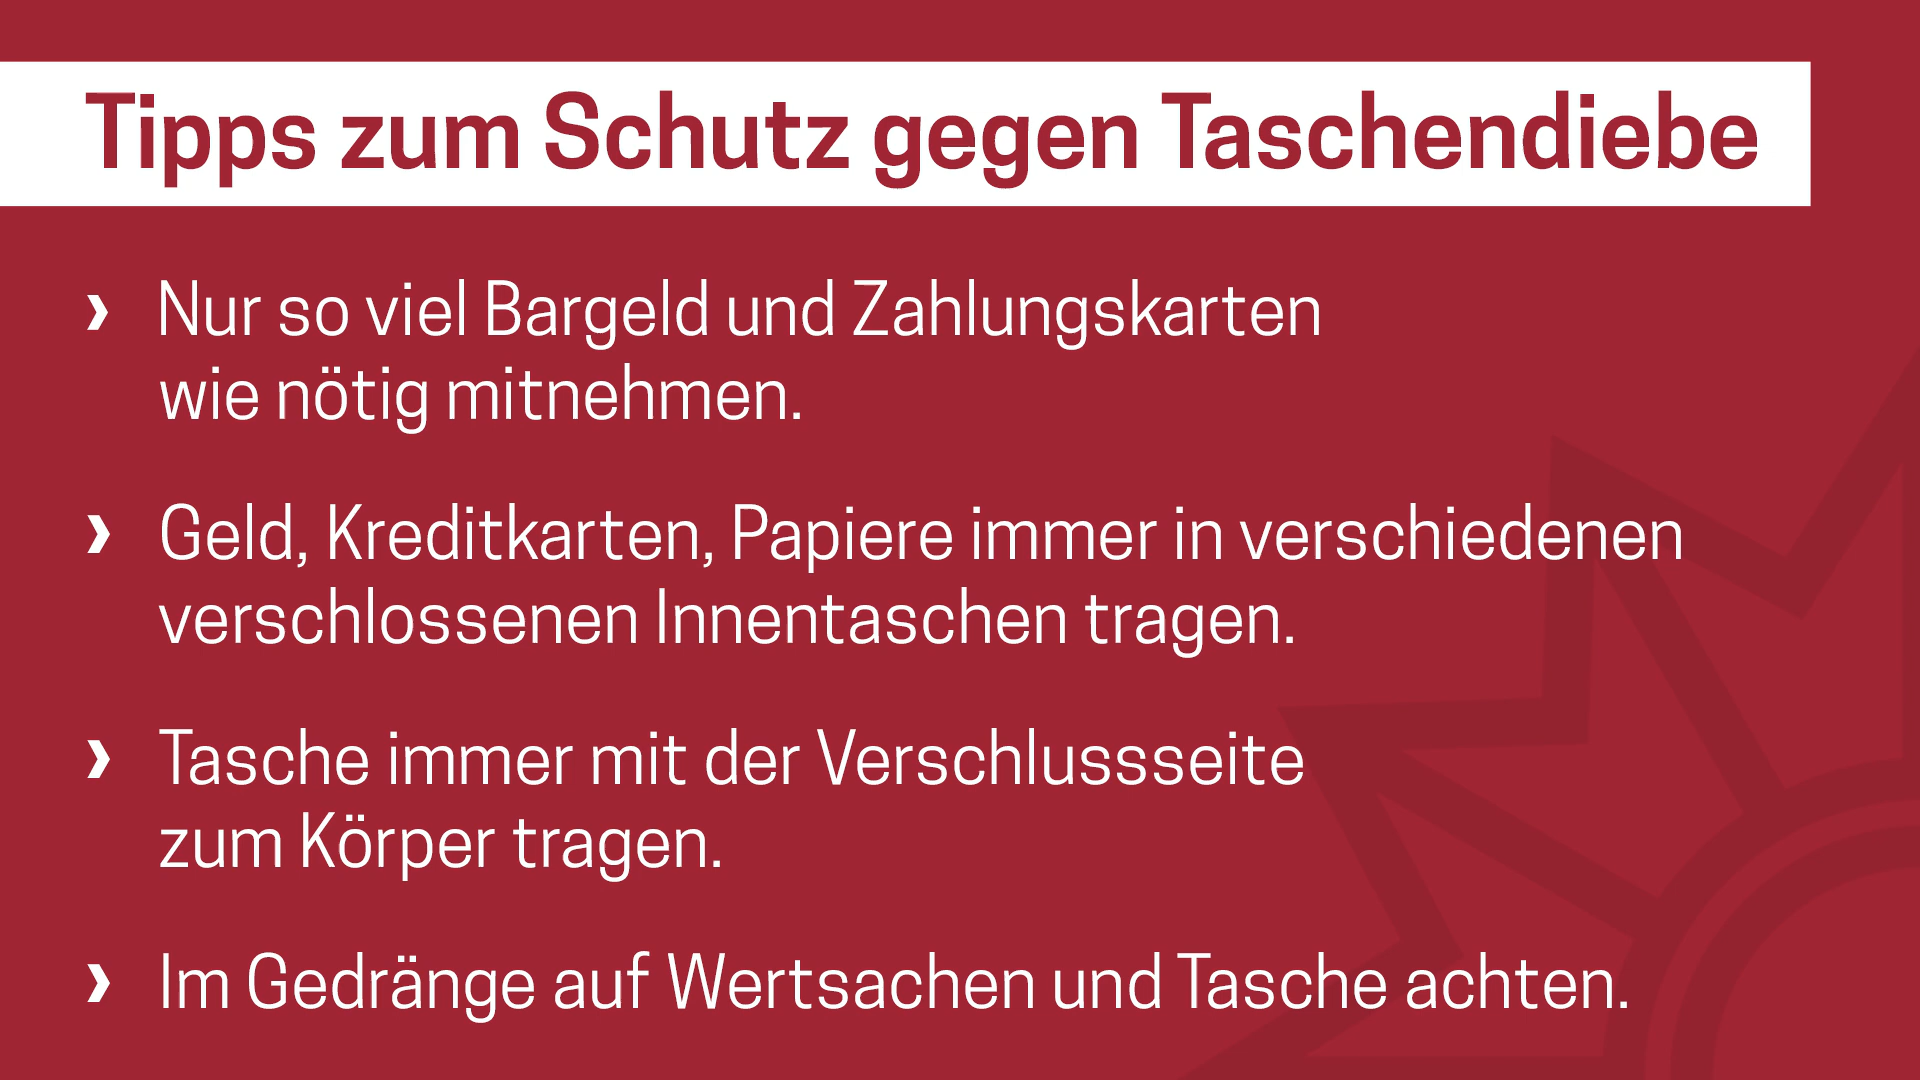 Tipps zum Schutz gegen Taschendiebe
Nur so viel Bargeld und Zahlungskarten
wie nötig mitnehmen.
Geld, Kreditkarten, Papiere immer in verschiedenen
verschlossenen Innentaschen tragen.
Tasche immer mit der Verschlussseite
zum Körper tragen.
Im Gedränge auf Wertsachen und Tasche achten.